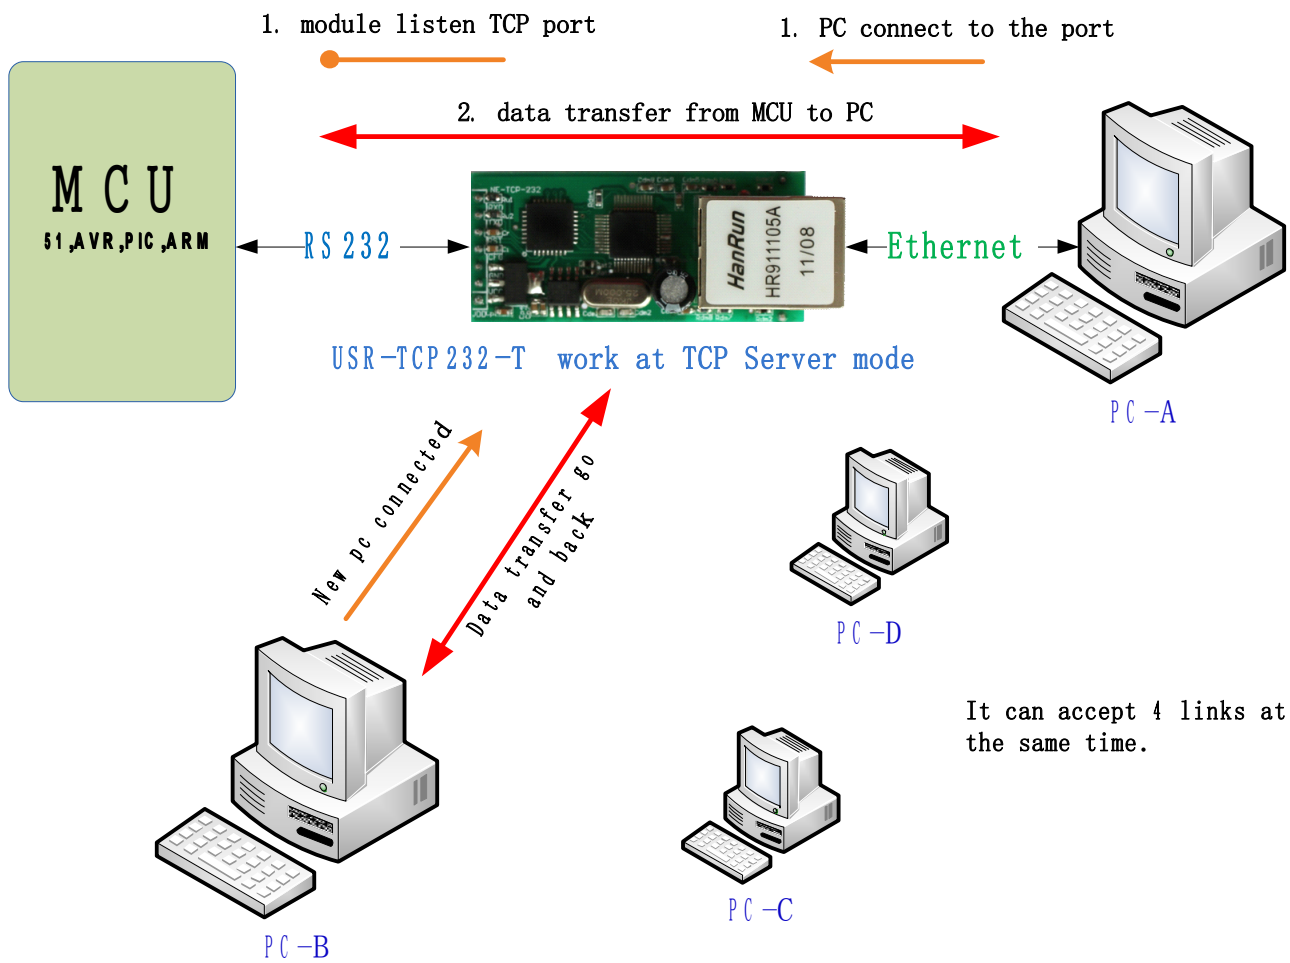 1. module listen TCP port
1. PC connect to the port
2. data transfer from MCU to PC
MCU
51,AVR,PIC,ARM
RS232
NE-TCP-232
HanRun
HR911105A
11/08
Ethernet
USR-TCP232-T work at TCP Server mode
PC-A
New pc connected
Data transfer go
and back
PC-D
It can accept 4 links at
the same time.
PC-C
PC-B